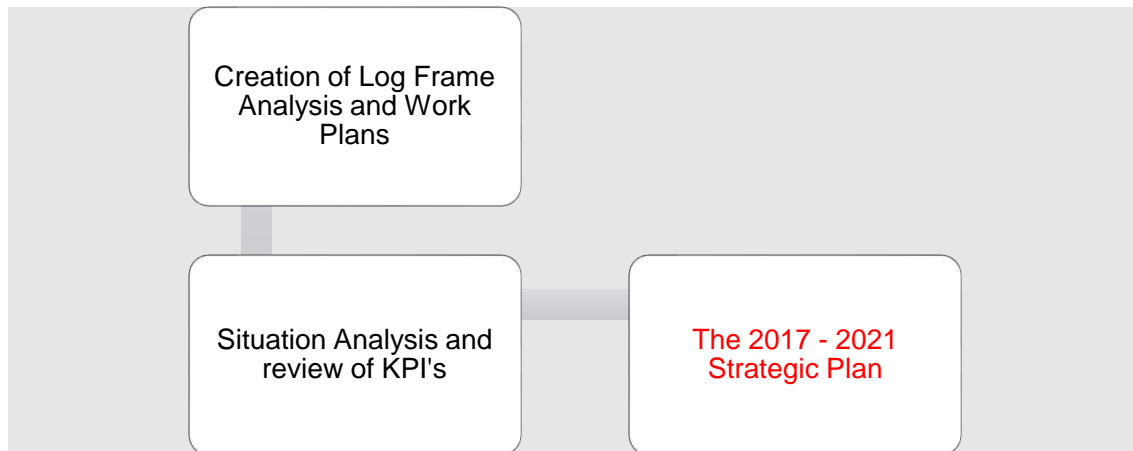 Creation of Log Frame
Analysis and Work
Plans
Situation Analysis and
review of KPI's
The 2017 - 2021
Strategic Plan